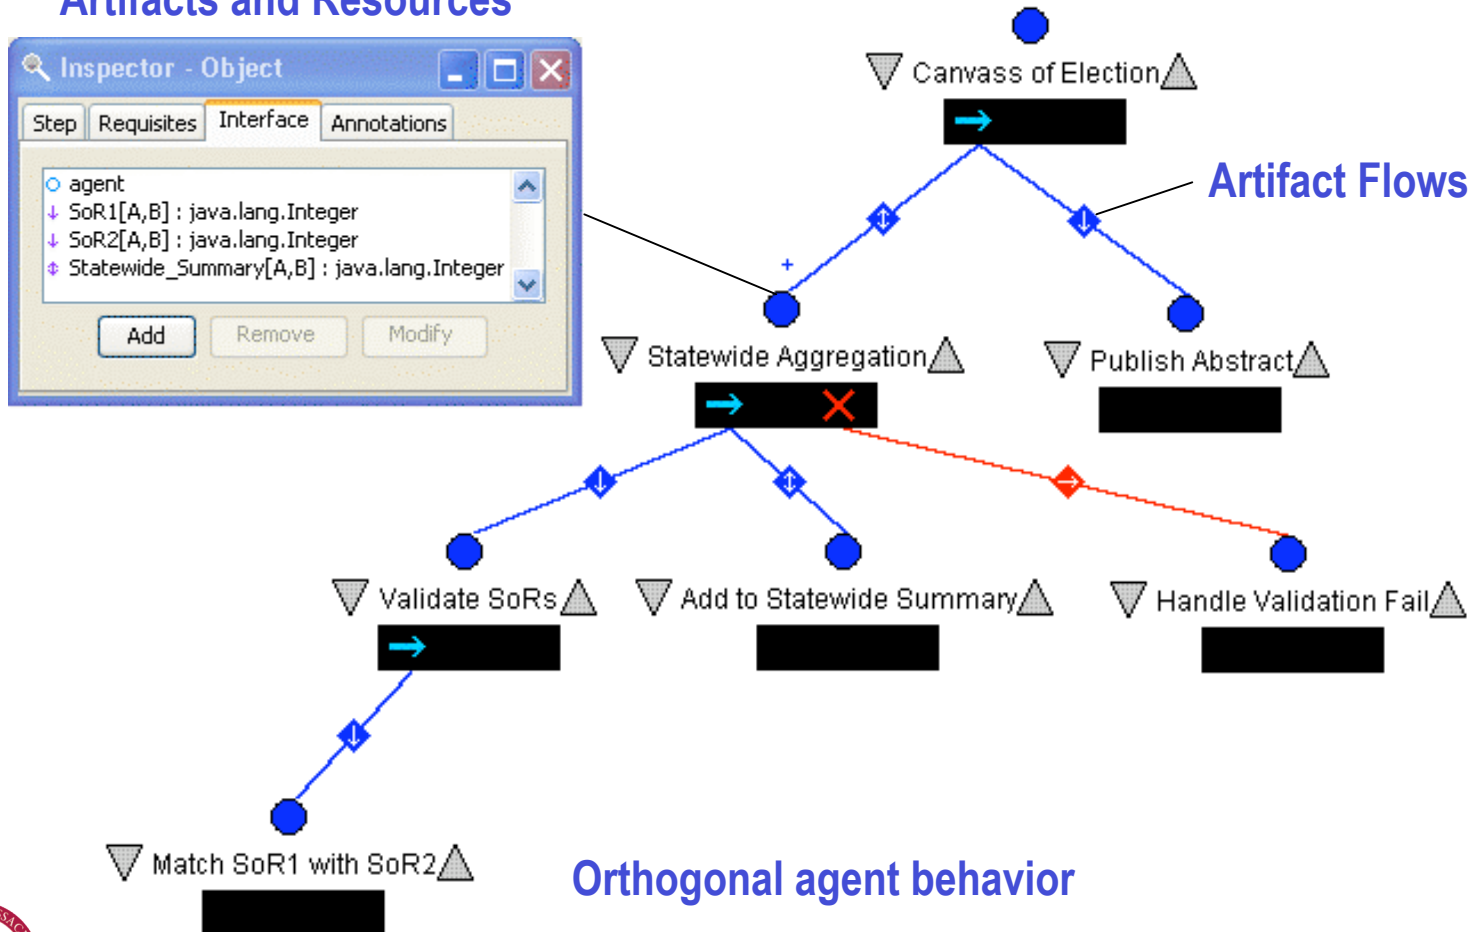 Artifacts and Resources
Inspector - Object
Step Requisites Interface Annotations
agent
SoR1[A,B] : java.lang.Integer
SoR2[A,B] : java.lang.Integer
Statewide_Summary[A,B] : java.lang.Integer
Add Remove Modify
Canvass of Election
Artifact Flows
+
Statewide Aggregation
Publish Abstract
Validate SoRs
Add to Statewide Summary
Handle Validation Fail
Match SoR1 with SoR2
Orthogonal agent behavior